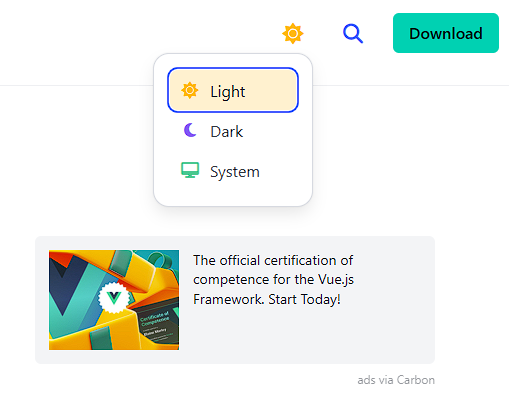 Download
Light
Dark
System
The official certification of
competence for the Vue.js
Framework. Start Today!
Certificate of
Competence
ads via Carbon